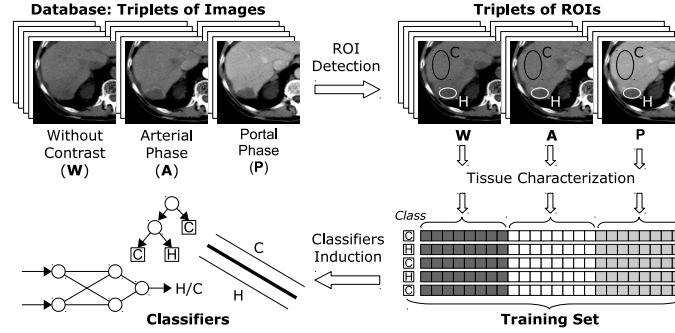 Database: Triplets of Images
Triplets of ROIs
ROI
Detection
C
H
C
H
C
H
Without
Contrast
(W)
Arterial
Phase
(A)
Portal
Phase
(P)
W
A
P
Tissue Characterization
Class
C
H
C
H
C
Training Set
Classifiers
Induction
C
H
C
H
H/C
Classifiers